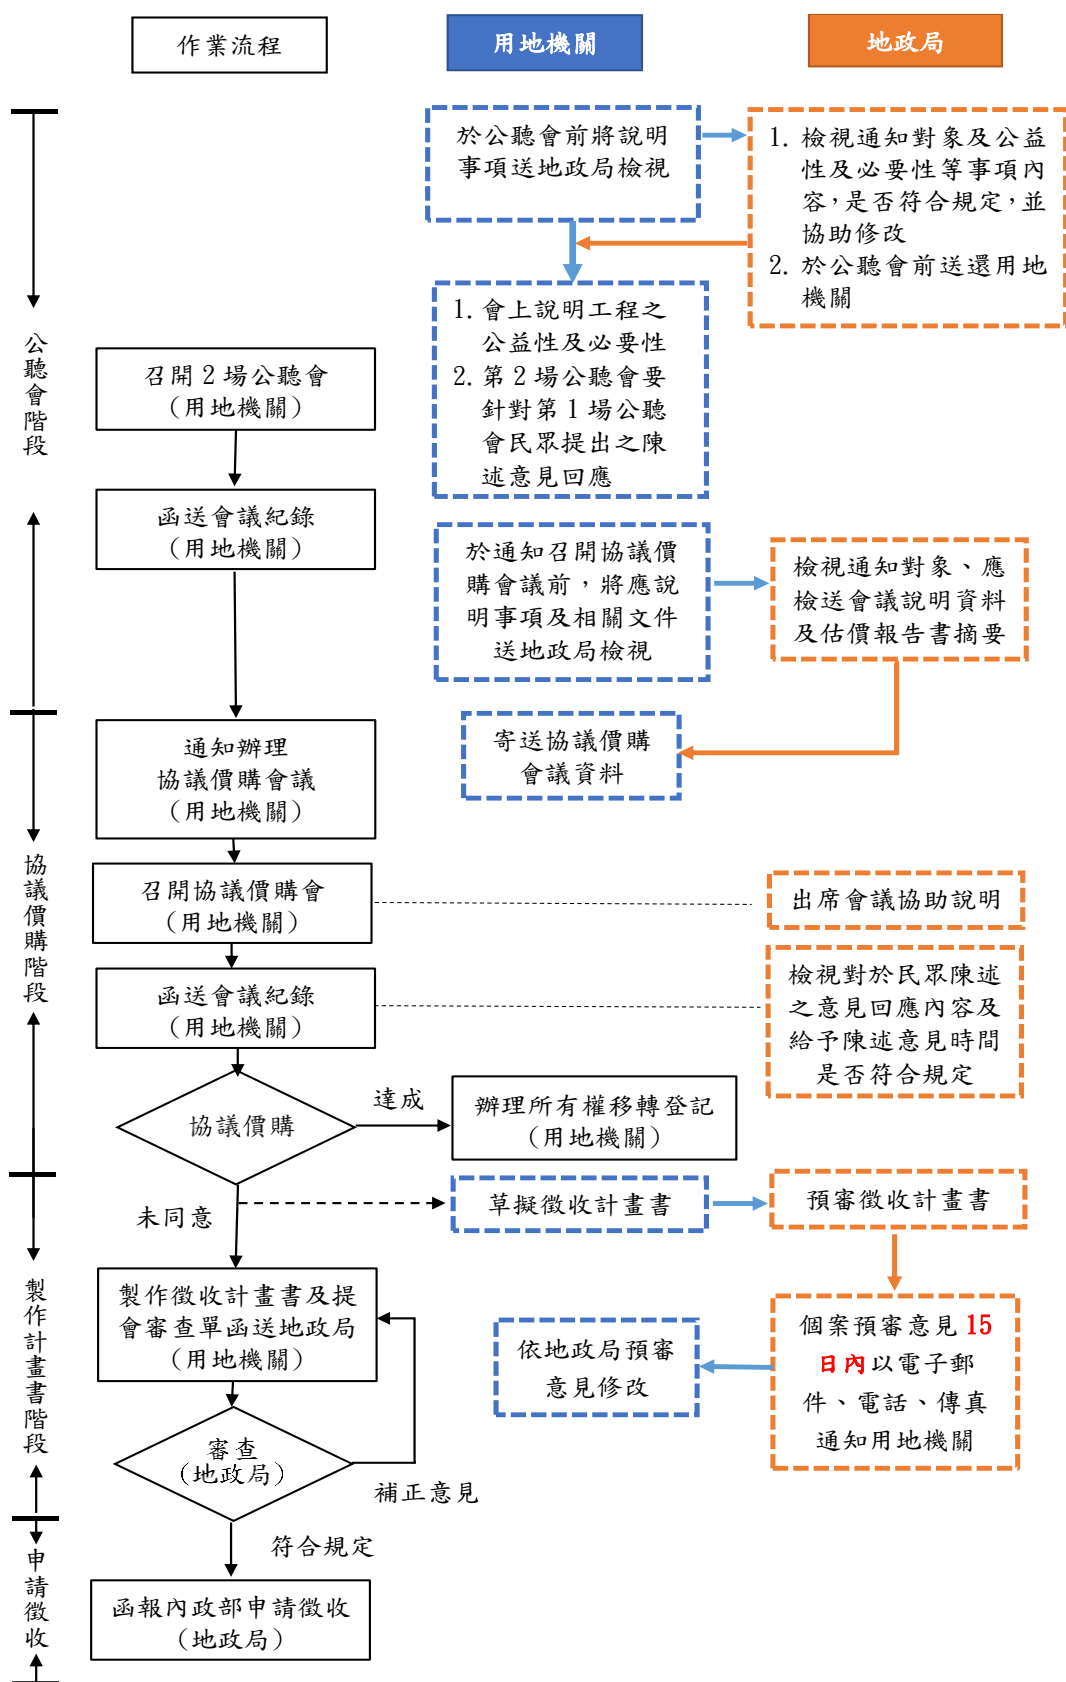 作業流程
用地機關
地政局
公聽會階段
於公聽會前將說明
事項送地政局檢視
1. 檢視通知對象及公益
性及必要性等事項內
容,是否符合規定,並
協助修改
2. 於公聽會前送還用地
機關
1. 會上說明工程之
公益性及必要性
2. 第2場公聽會要
針對第1場公聽
會民眾提出之陳
述意見回應
召開2場公聽會
(用地機關)
函送會議紀錄
(用地機關)
於通知召開協議價
購會議前,將應說
明事項及相關文件
送地政局檢視
檢視通知對象、應
檢送會議說明資料
及估價報告書摘要
協議價購階段
通知辦理
協議價購會議
(用地機關)
寄送協議價購
會議資料
召開協議價購會
(用地機關)
出席會議協助說明
函送會議紀錄
(用地機關)
檢視對於民眾陳述
之意見回應內容及
給予陳述意見時間
是否符合規定
協議價購
達成
辦理所有權移轉登記
(用地機關)
未同意
草擬徵收計畫書
預審徵收計畫書
製作計畫書階段
製作徵收計畫書及提
會審查單函送地政局
(用地機關)
依地政局預審
意見修改
個案預審意見15
日內以電子郵
件、電話、傳真
通知用地機關
審查
(地政局)
補正意見
符合規定
申請徵收
函報內政部申請徵收
(地政局)